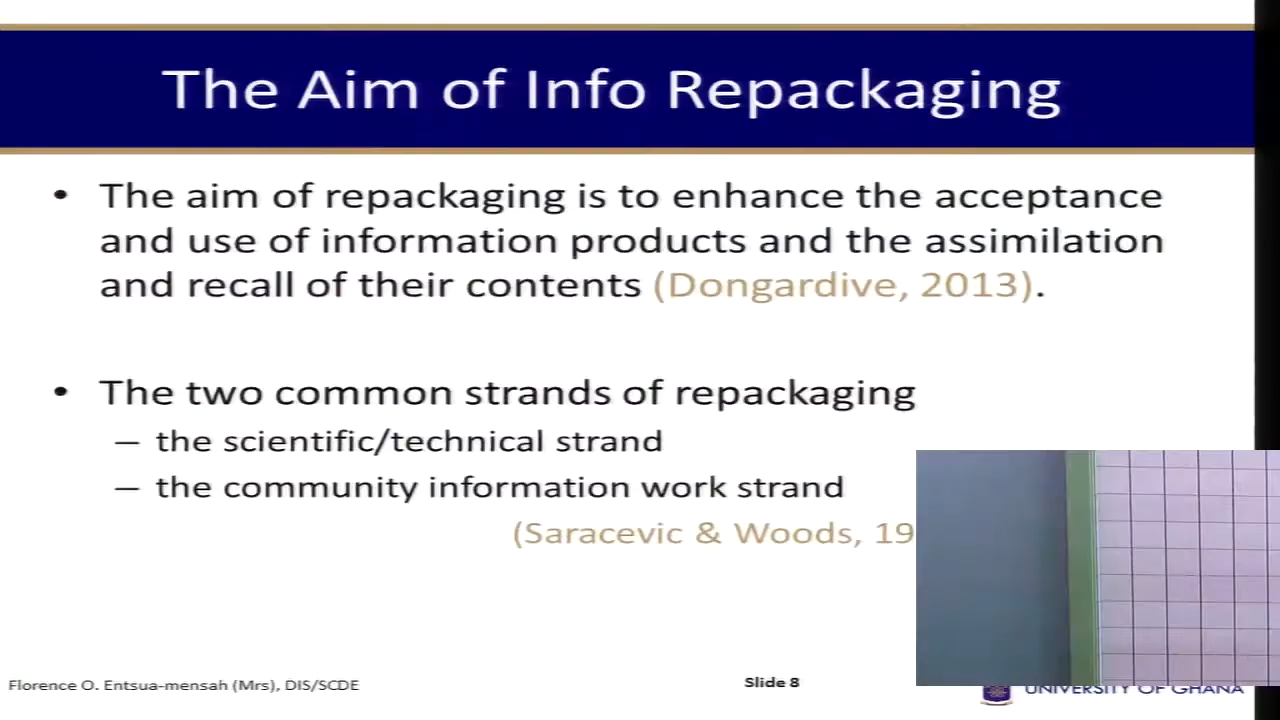 The Aim of Info Repackaging
• The aim of repackaging is to enhance the acceptance
and use of information products and the assimilation
and recall of their contents (Dongardive, 2013).
• The two common strands of repackaging
– the scientific/technical strand
– the community information work strand
(Saracevic & Woods, 19
Florence O. Entsua-mensah (Mrs), DIS/SCDE
Slide 8
UNIVERSITY OF GHANA